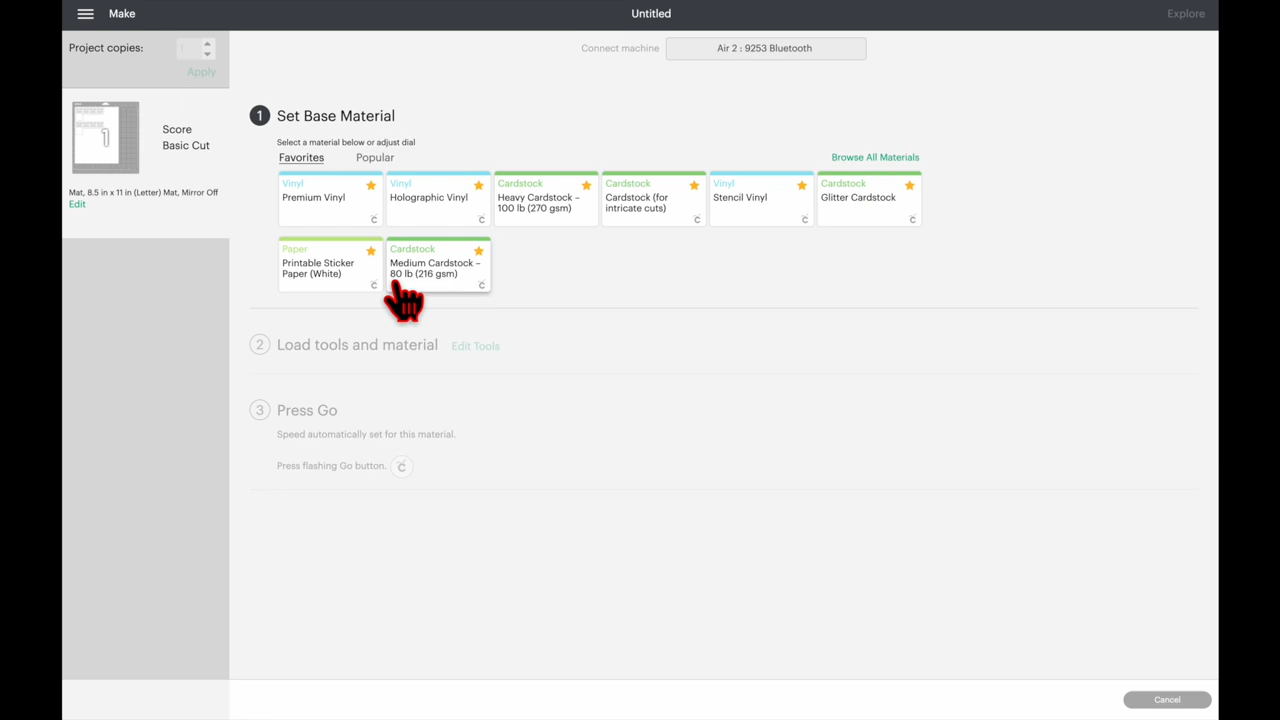 Make
Untitled
Explore
Project copies:
Apply
Connect machine
Air 2 : 9253 Bluetooth
1
Score
Basic Cut
Mat, 8.5 in x 11 in (Letter) Mat, Mirror Off
Edit
1 Set Base Material
Select a material below or adjust dial
Favorites Popular
Browse All Materials
Vinyl
Premium Vinyl
Vinyl
Holographic Vinyl
Cardstock
Heavy Cardstock –
100 lb (270 gsm)
Cardstock
Cardstock (for
intricate cuts)
Vinyl
Stencil Vinyl
Cardstock
Glitter Cardstock
Paper
Printable Sticker
Paper (White)
Cardstock
Medium Cardstock –
80 lb (216 gsm)
2 Load tools and material Edit Tools
3 Press Go
Speed automatically set for this material.
Press flashing Go button.
Cancel